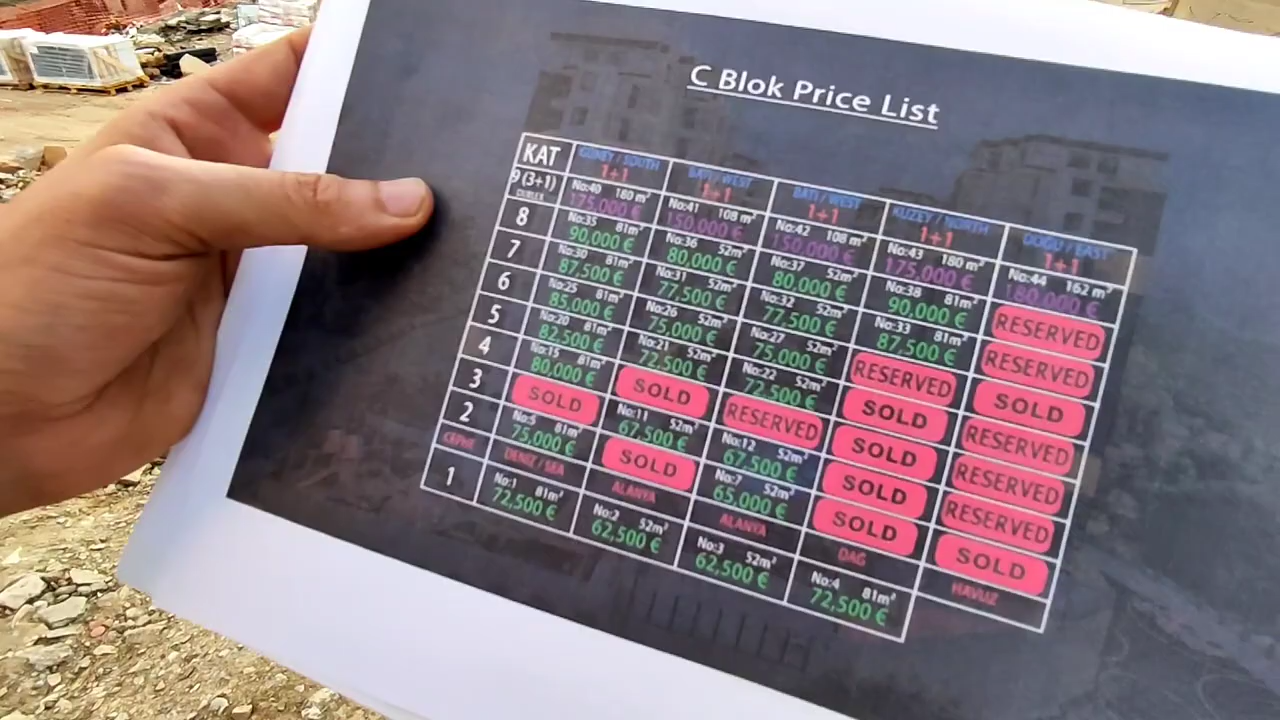 C Blok Price List
KAT GÜNEY / SOUTH BATI / WEST BATI / WEST KUZEY / NORTH DOĞU / EAST
1+1 1+1 1+1 1+1 1+1
9 (3+1) No:40 180 m² No:41 108 m² No:42 108 m² No:43 180 m² No:44 162 m²
DUBLEX 175,000 € 150,000 € 150,000 € 175,000 € 180,000 €
8 No:35 81m² No:36 52m² No:37 52m² No:38 81m² RESERVED
90,000 € 80,000 € 80,000 € 90,000 €
7 No:30 81m² No:31 52m² No:32 52m² No:33 81m² RESERVED
87,500 € 77,500 € 77,500 € 87,500 €
6 No:25 81m² No:26 52m² No:27 52m² RESERVED SOLD
85,000 € 75,000 € 75,000 €
5 No:20 81m² No:21 52m² No:22 52m² SOLD RESERVED
82,500 € 72,500 € 72,500 €
4 No:15 81m² SOLD RESERVED SOLD RESERVED
80,000 €
3 SOLD No:11 52m² No:12 52m² SOLD RESERVED
67,500 € 67,500 €
2 No:5 81m² SOLD No:7 52m² SOLD SOLD
75,000 € 65,000 €
CEPHE DENİZ / SEA ALANYA ALANYA DAG HAVUZ
1 No:1 81m² No:2 52m² No:3 52m² No:4 81m²
72,500 € 62,500 € 62,500 € 72,500 €